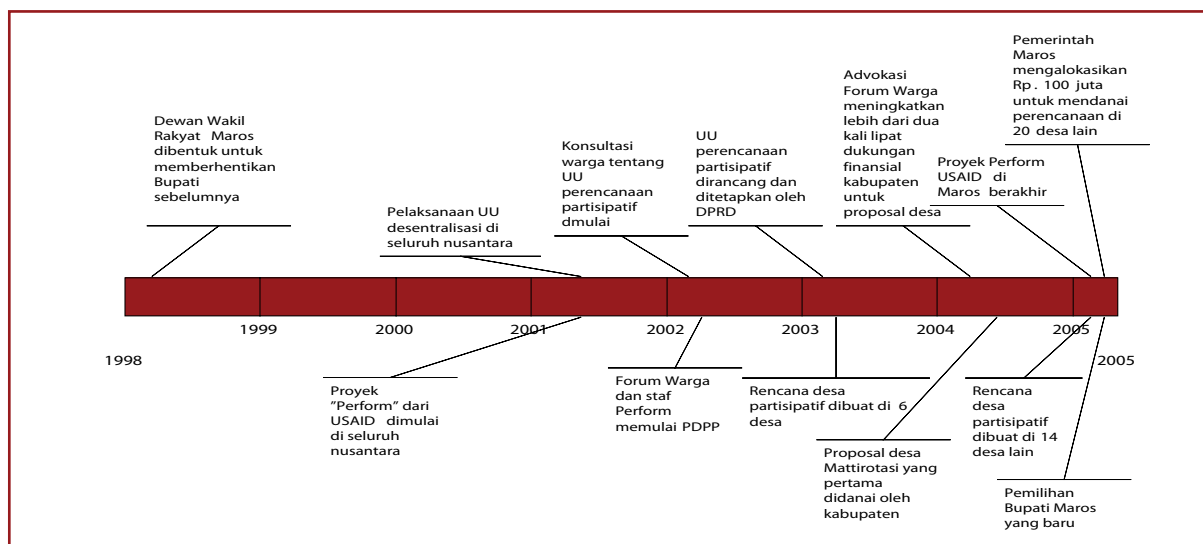 Dewan Wakil
Rakyat Maros
dibentuk untuk
memberhentikan
Bupati
sebelumnya
Pelaksanaan UU
desentralisasi di
seluruh nusantara
Konsultasi
warga tentang
UU
perencanaan
partisipatif
dmulai
UU
perencanaan
partisipatif
dirancang dan
ditetapkan oleh
DPRD
Advokasi
Forum Warga
meningkatkan
lebih dari dua
kali lipat
dukungan
finansial
kabupaten
untuk
proposal desa
Proyek Perform
USAID di
Maros berakhir
Pemerintah
Maros
mengalokasikan
Rp. 100 juta
untuk mendanai
perencanaan di
20 desa lain
1998
1999
2000
2001
2002
2003
2004
2005
2005
Proyek
"Perform" dari
USAID dimulai
di seluruh
nusantara
Forum Warga
dan staf
Perform
memulai PDPP
Rencana desa
partisipatif dibuat di 6
desa
Proposal desa
Mattirotasi yang
pertama
didanai oleh
kabupaten
Rencana
desa
partisipatif
dibuat di 14
desa lain
Pemilihan
Bupati Maros
yang baru